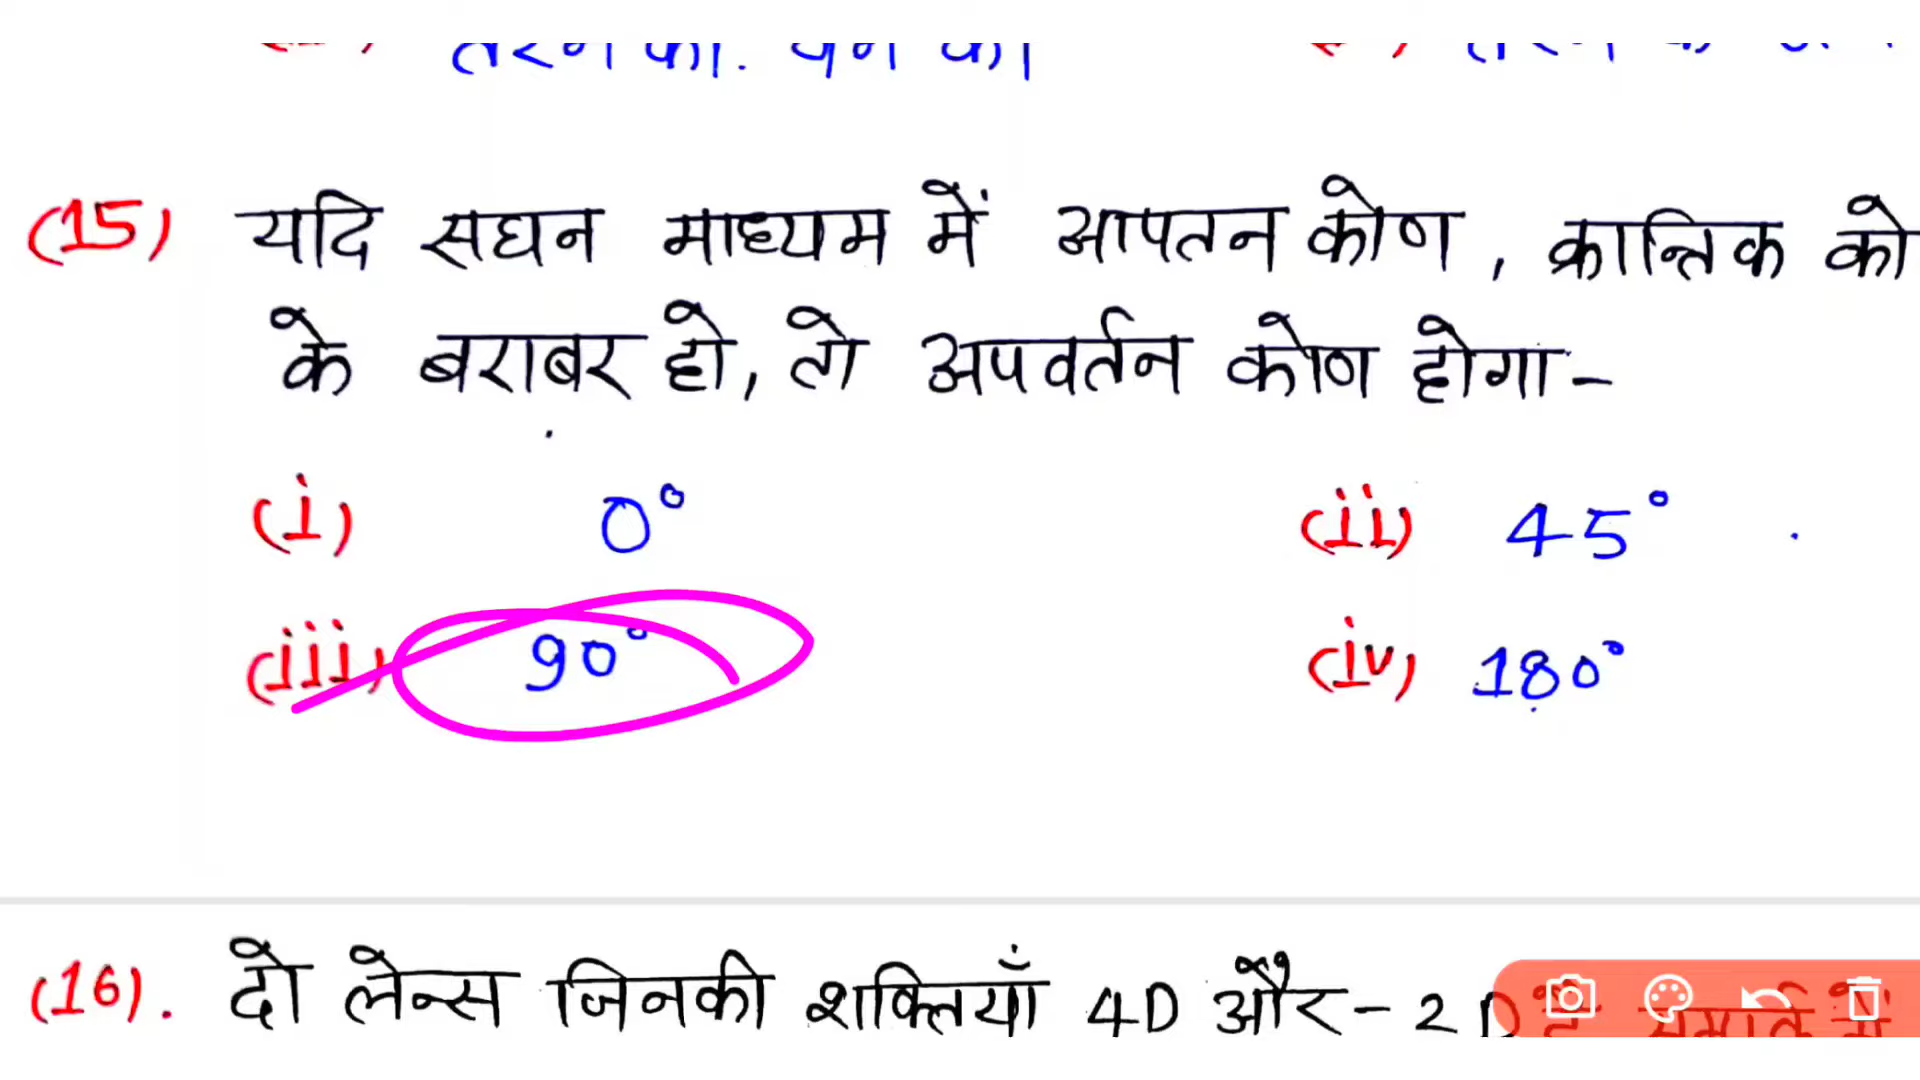 (15) यदि सघन माध्यम में आपतन कोण, क्रान्तिक को
के बराबर हो, तो अपवर्तन कोण होगा-
(i) 0° (ii) 45°
(iii) 90° (iv) 180°
(16). दो लेन्स जिनकी शक्तियाँ 4D और - 2D